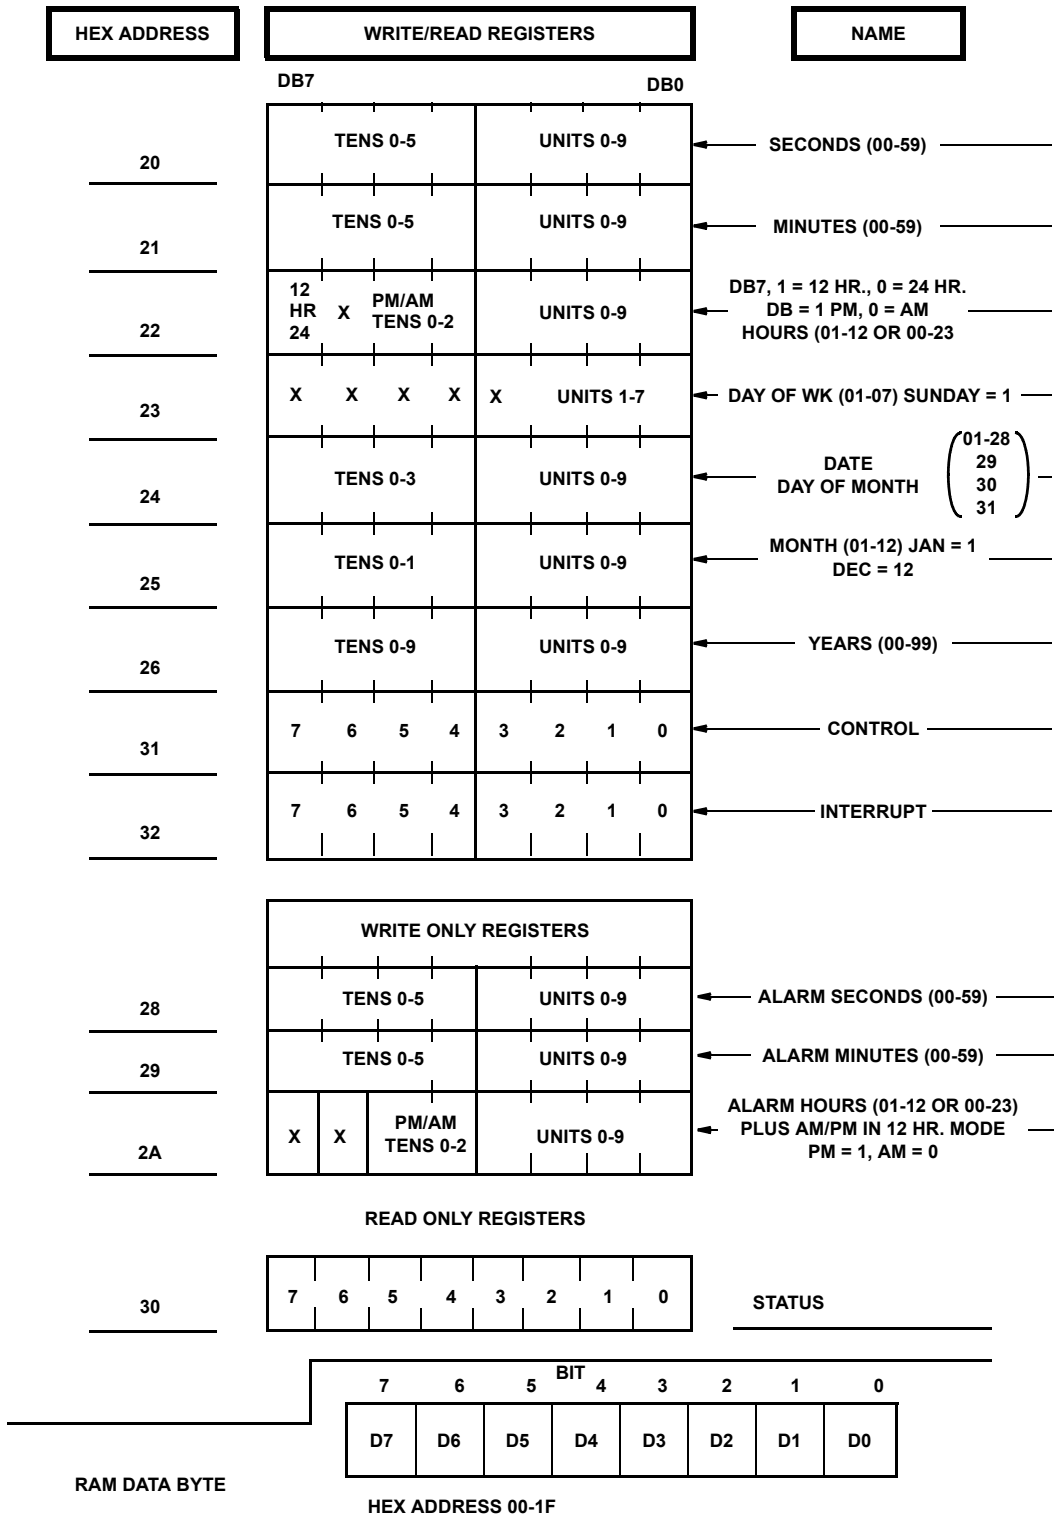 HEX ADDRESS WRITE/READ REGISTERS NAME
DB7 DB0
20 TENS 0-5 UNITS 0-9 SECONDS (00-59)
21 TENS 0-5 UNITS 0-9 MINUTES (00-59)
22
12
HR
24
X
PM/AM
TENS 0-2
UNITS 0-9
DB7, 1 = 12 HR., 0 = 24 HR.
DB = 1 PM, 0 = AM
HOURS (01-12 OR 00-23
23 X X X X X UNITS 1-7 DAY OF WK (01-07) SUNDAY = 1
24 TENS 0-3 UNITS 0-9
DATE
DAY OF MONTH
01-28
29
30
31
25 TENS 0-1 UNITS 0-9
MONTH (01-12) JAN = 1
DEC = 12
26 TENS 0-9 UNITS 0-9 YEARS (00-99)
31 7 6 5 4 3 2 1 0 CONTROL
32 7 6 5 4 3 2 1 0 INTERRUPT
WRITE ONLY REGISTERS
28 TENS 0-5 UNITS 0-9 ALARM SECONDS (00-59)
29 TENS 0-5 UNITS 0-9 ALARM MINUTES (00-59)
2A X X
PM/AM
TENS 0-2
UNITS 0-9
ALARM HOURS (01-12 OR 00-23)
PLUS AM/PM IN 12 HR. MODE
PM = 1, AM = 0
READ ONLY REGISTERS
30 7 6 5 4 3 2 1 0 STATUS
BIT
7 6 5 4 3 2 1 0
D7 D6 D5 D4 D3 D2 D1 D0
RAM DATA BYTE
HEX ADDRESS 00-1F